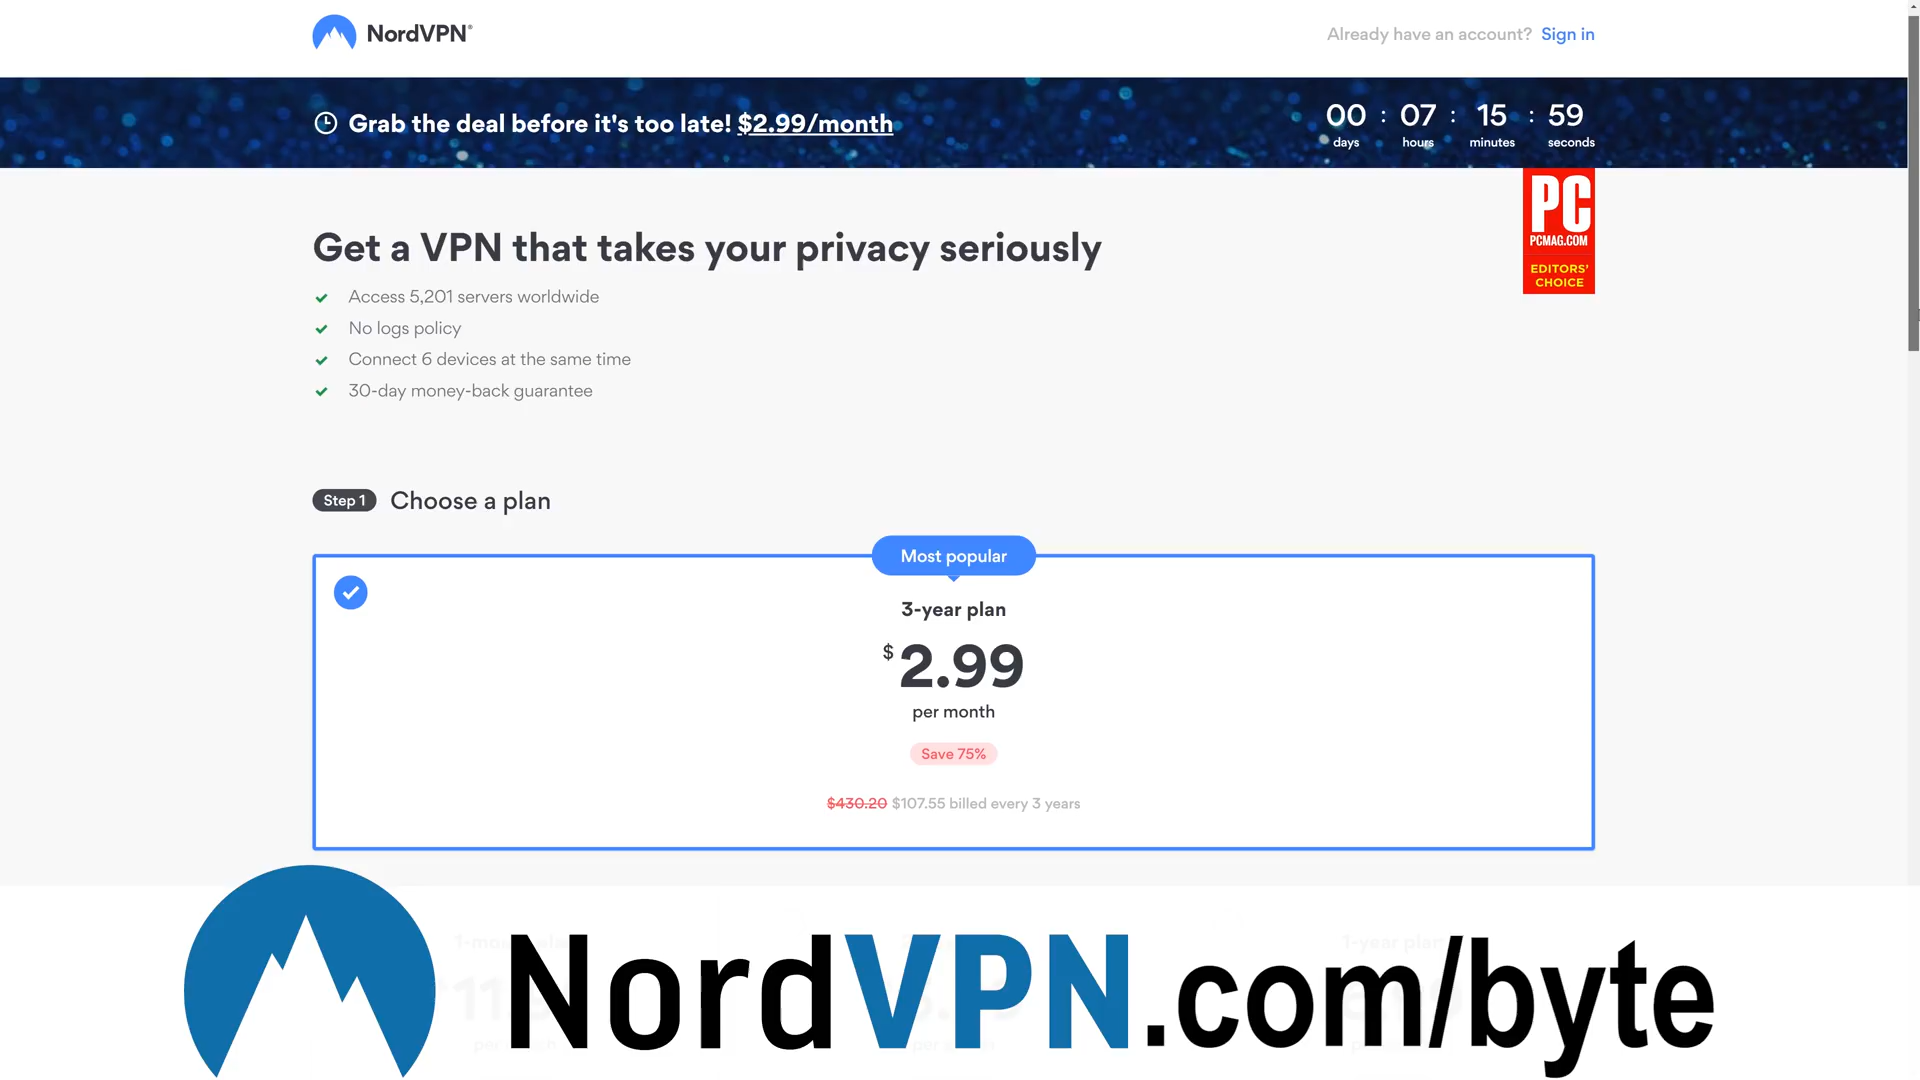 NordVPN®
Already have an account? Sign in
Grab the deal before it's too late! $2.99/month
00 : 07 : 15 : 59
days hours minutes seconds
PC
PCMAG.COM
EDITORS'
CHOICE
Get a VPN that takes your privacy seriously
Access 5,201 servers worldwide
No logs policy
Connect 6 devices at the same time
30-day money-back guarantee
Step 1 Choose a plan
Most popular
3-year plan
$2.99
per month
Save 75%
$430.20 $107.55 billed every 3 years
1-year plan
NordVPN.com/byte